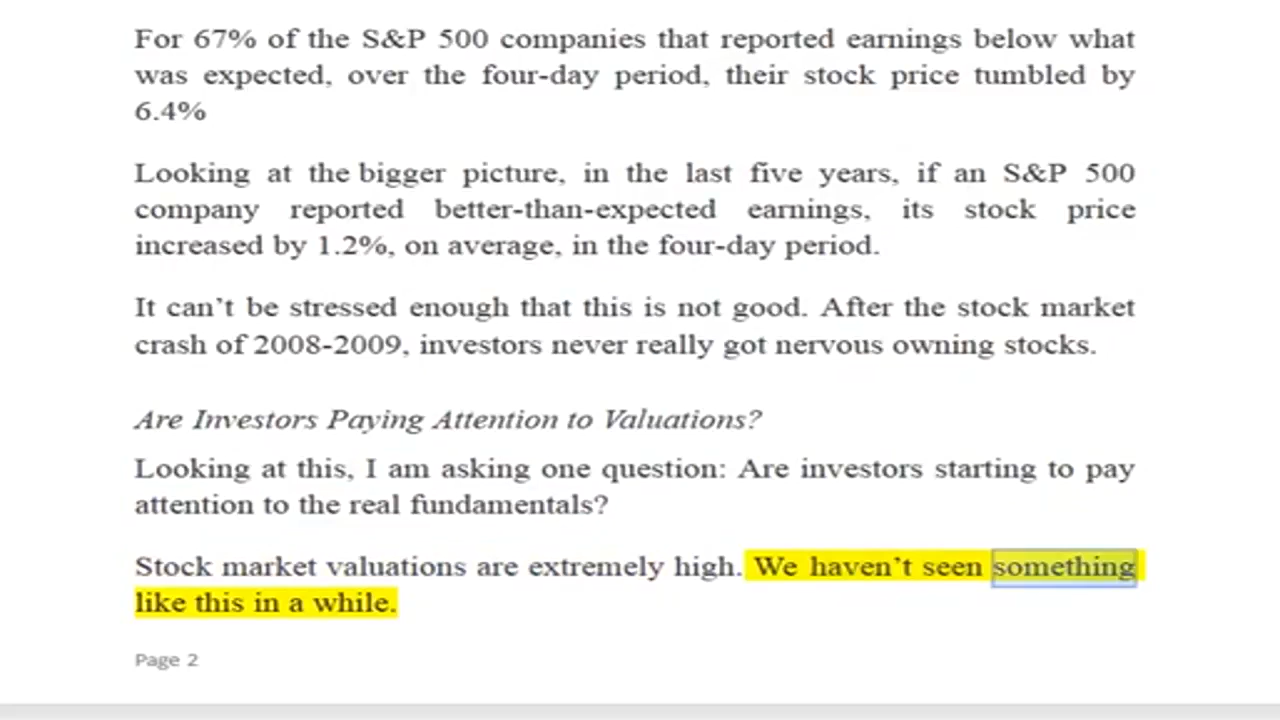 For 67% of the S&P 500 companies that reported earnings below what
was expected, over the four-day period, their stock price tumbled by
6.4%
Looking at the bigger picture, in the last five years, if an S&P 500
company reported better-than-expected earnings, its stock price
increased by 1.2%, on average, in the four-day period.
It can’t be stressed enough that this is not good. After the stock market
crash of 2008-2009, investors never really got nervous owning stocks.
Are Investors Paying Attention to Valuations?
Looking at this, I am asking one question: Are investors starting to pay
attention to the real fundamentals?
Stock market valuations are extremely high. We haven’t seen something
like this in a while.
Page 2